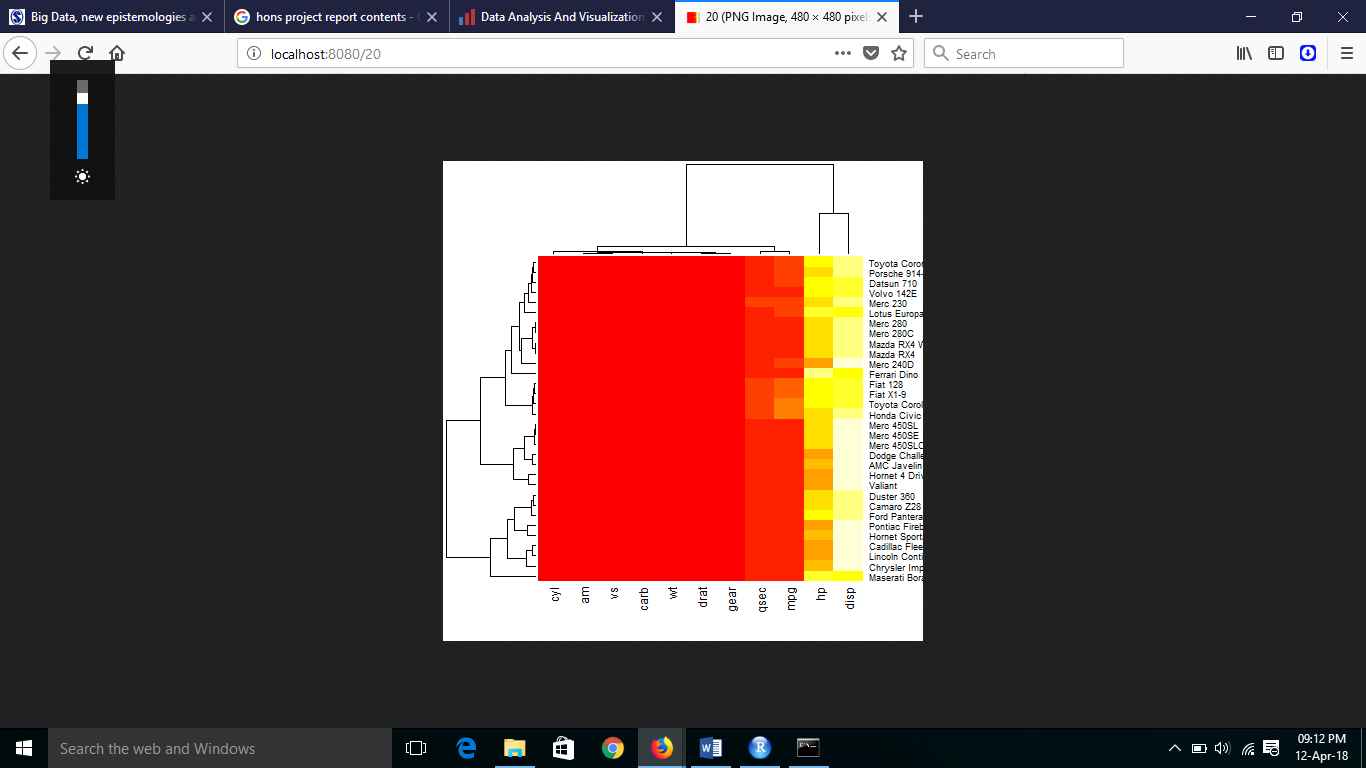 Big Data, new epistemologies a
hons project report contents - G
Data Analysis And Visualization
20 (PNG Image, 480 × 480 pixels
localhost:8080/20
Search
Toyota Coron
Porsche 914-
Datsun 710
Volvo 142E
Merc 230
Lotus Europa
Merc 280
Merc 280C
Mazda RX4 W
Mazda RX4
Merc 240D
Ferrari Dino
Fiat 128
Fiat X1-9
Toyota Corol
Honda Civic
Merc 450SL
Merc 450SE
Merc 450SLC
Dodge Challe
AMC Javelin
Hornet 4 Driv
Valiant
Duster 360
Camaro Z28
Ford Pantera
Pontiac Fireb
Hornet Sport
Cadillac Flee
Lincoln Conti
Chrysler Imp
Maserati Bora
cyl
am
vs
carb
wt
drat
gear
qsec
mpg
hp
disp
Search the web and Windows
09:12 PM
12-Apr-18